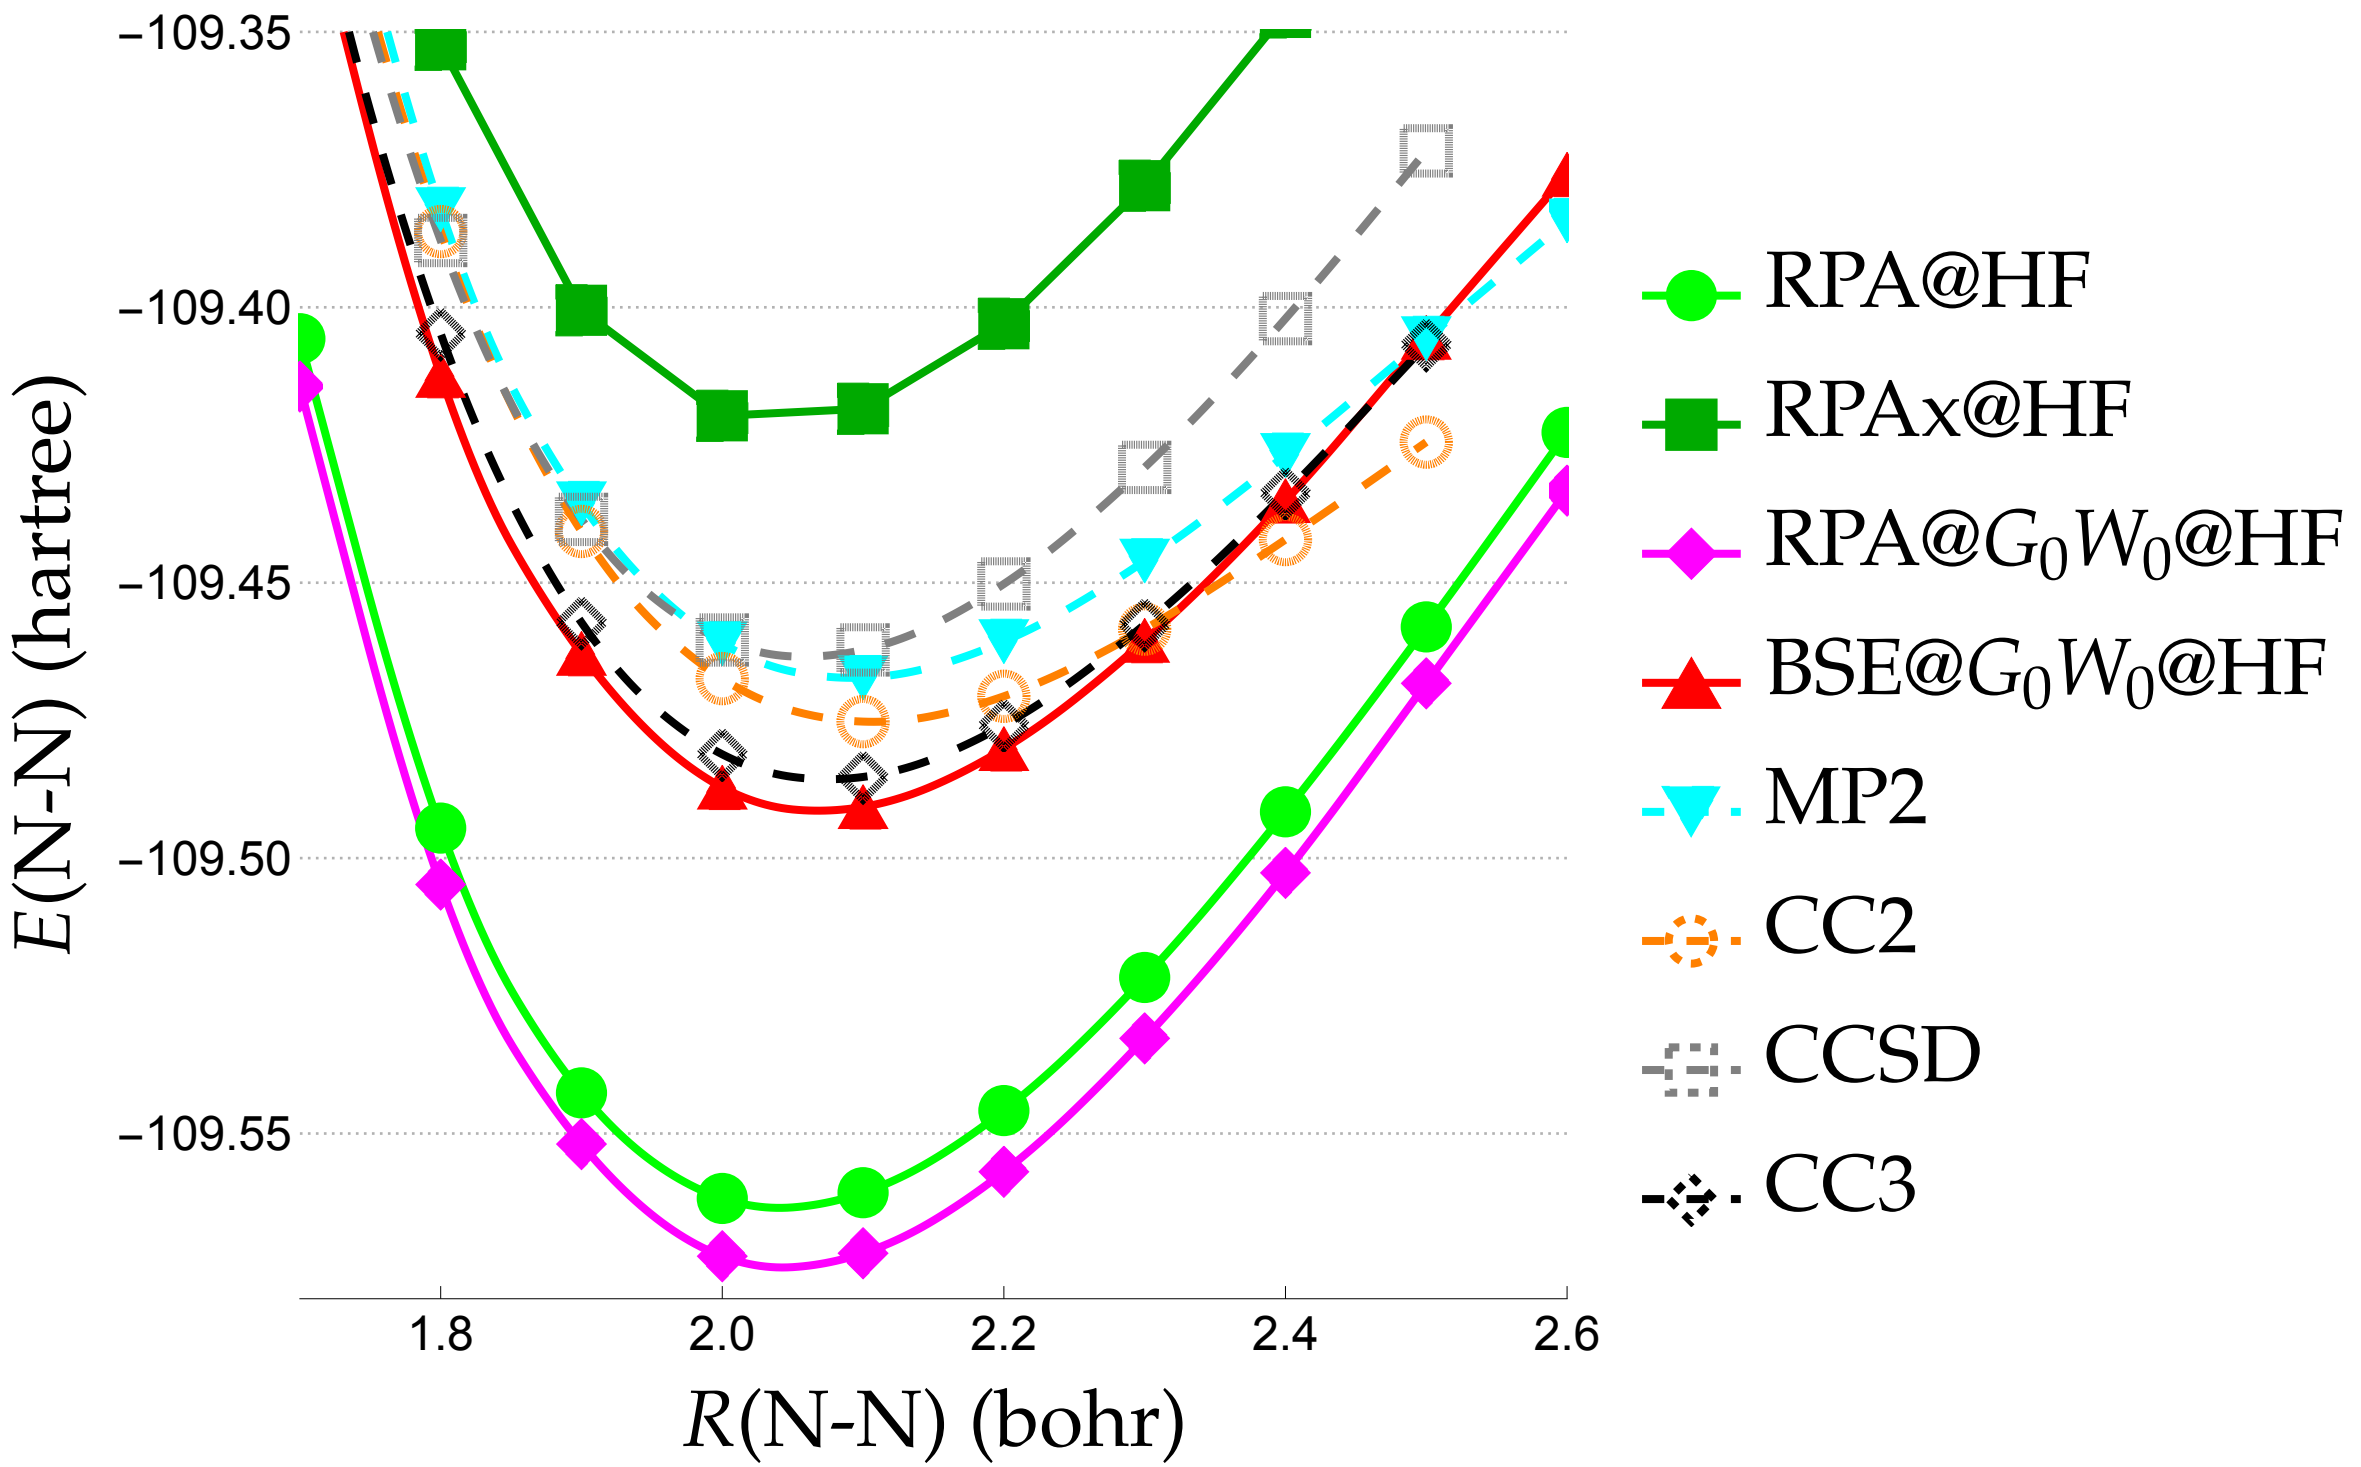 −109.35
−109.40
−109.45
−109.50
−109.55
E(N-N) (hartree)
1.8 2.0 2.2 2.4 2.6
R(N-N) (bohr)
RPA@HF
RPAx@HF
RPA@G₀W₀@HF
BSE@G₀W₀@HF
MP2
CC2
CCSD
CC3